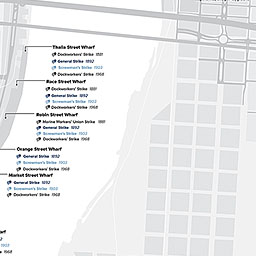 Thalia Street Wharf
Dockworkers' Strike 1881
General Strike 1892
Screwmen's Strike 1902
Dockworkers' Strike 1968
Race Street Wharf
Dockworkers' Strike 1881
General Strike 1892
Screwmen's Strike 1902
Dockworkers' Strike 1968
Robin Street Wharf
Marine Workers' Union Strike 1881
General Strike 1892
Screwmen's Strike 1902
Dockworkers' Strike 1968
Orange Street Wharf
General Strike 1892
Screwmen's Strike 1902
Dockworkers' Strike 1968
Market Street Wharf
General Strike 1892
Screwmen's Strike 1903
Dockworkers' Strike 1968